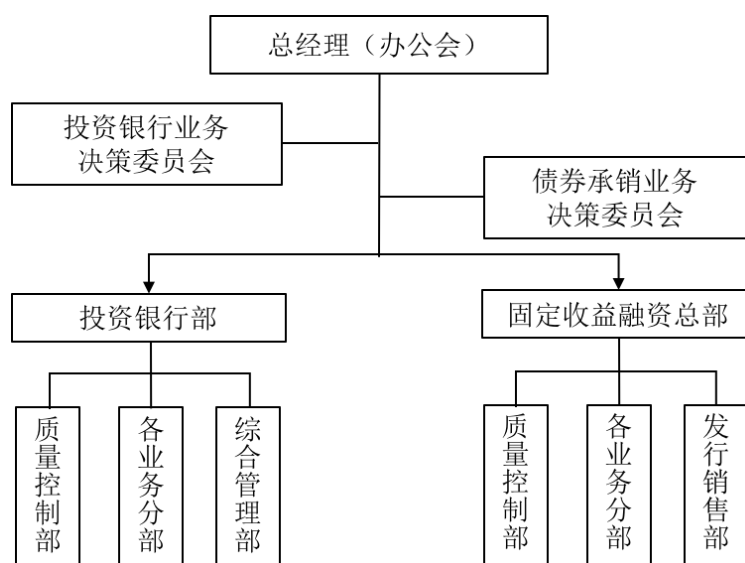 总经理（办公会）
投资银行业务
决策委员会
债券承销业务
决策委员会
投资银行部
固定收益融资总部
质量控制部
各业务分部
综合管理部
质量控制部
各业务分部
发行销售部